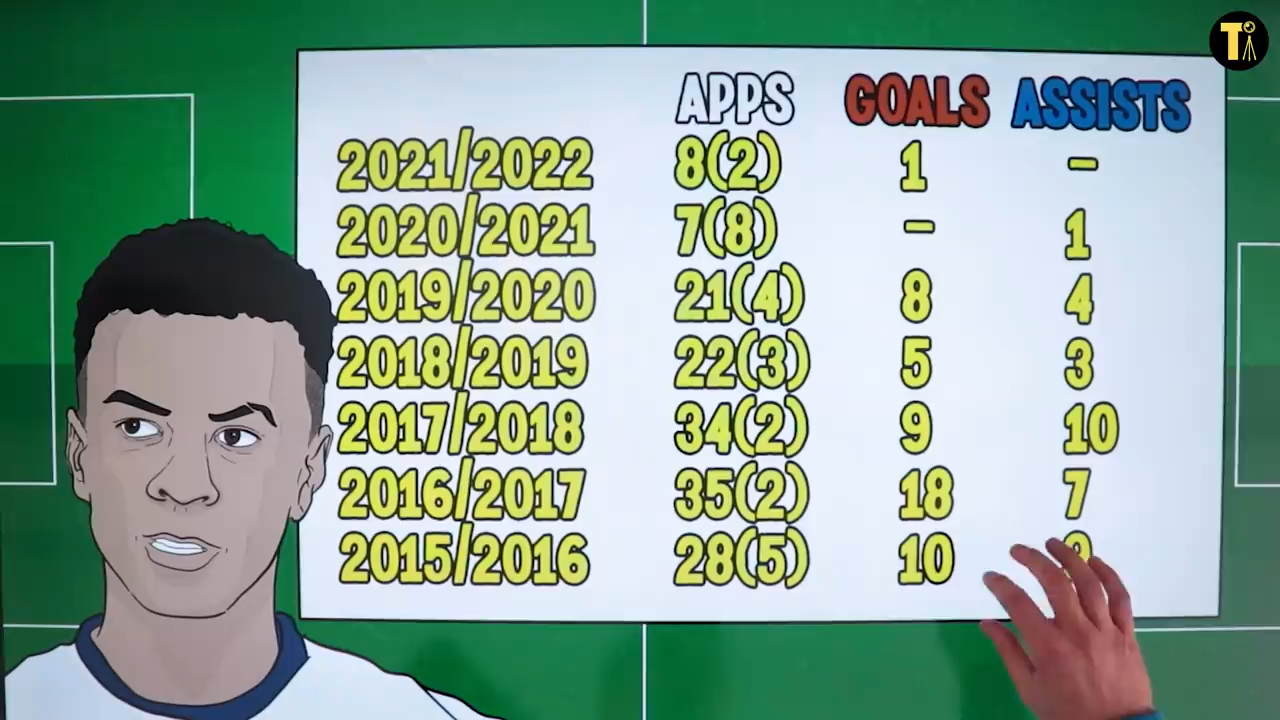 T
APPS GOALS ASSISTS
2021/2022 8(2) 1 -
2020/2021 7(8) - 1
2019/2020 21(4) 8 4
2018/2019 22(3) 5 3
2017/2018 34(2) 9 10
2016/2017 35(2) 18 7
2015/2016 28(5) 10